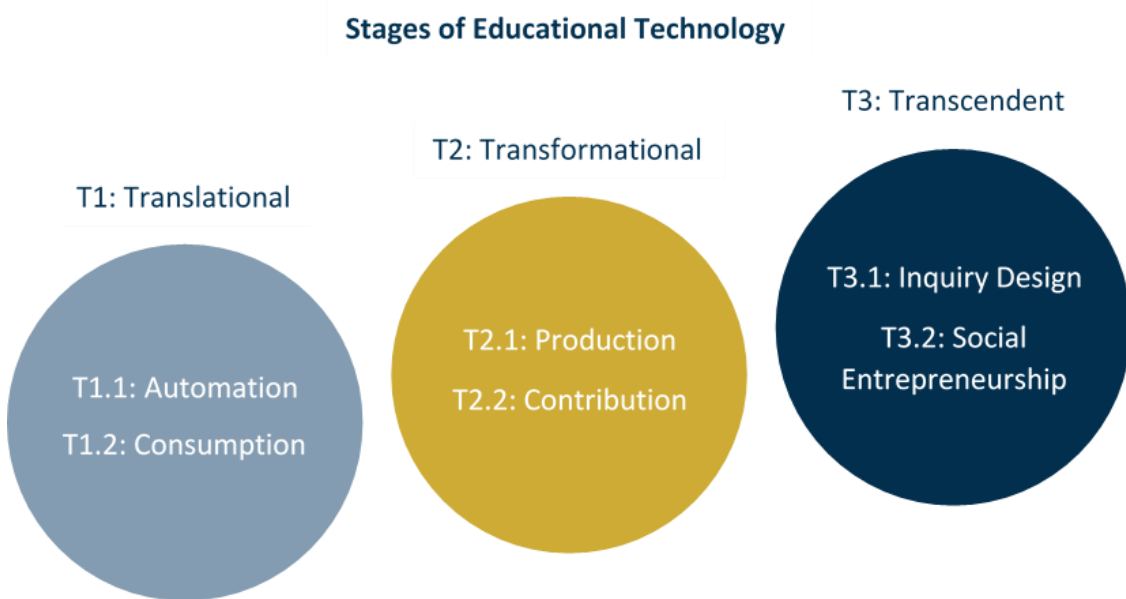 Stages of Educational Technology
T1: Translational
T1.1: Automation
T1.2: Consumption
T2: Transformational
T2.1: Production
T2.2: Contribution
T3: Transcendent
T3.1: Inquiry Design
T3.2: Social
Entrepreneurship